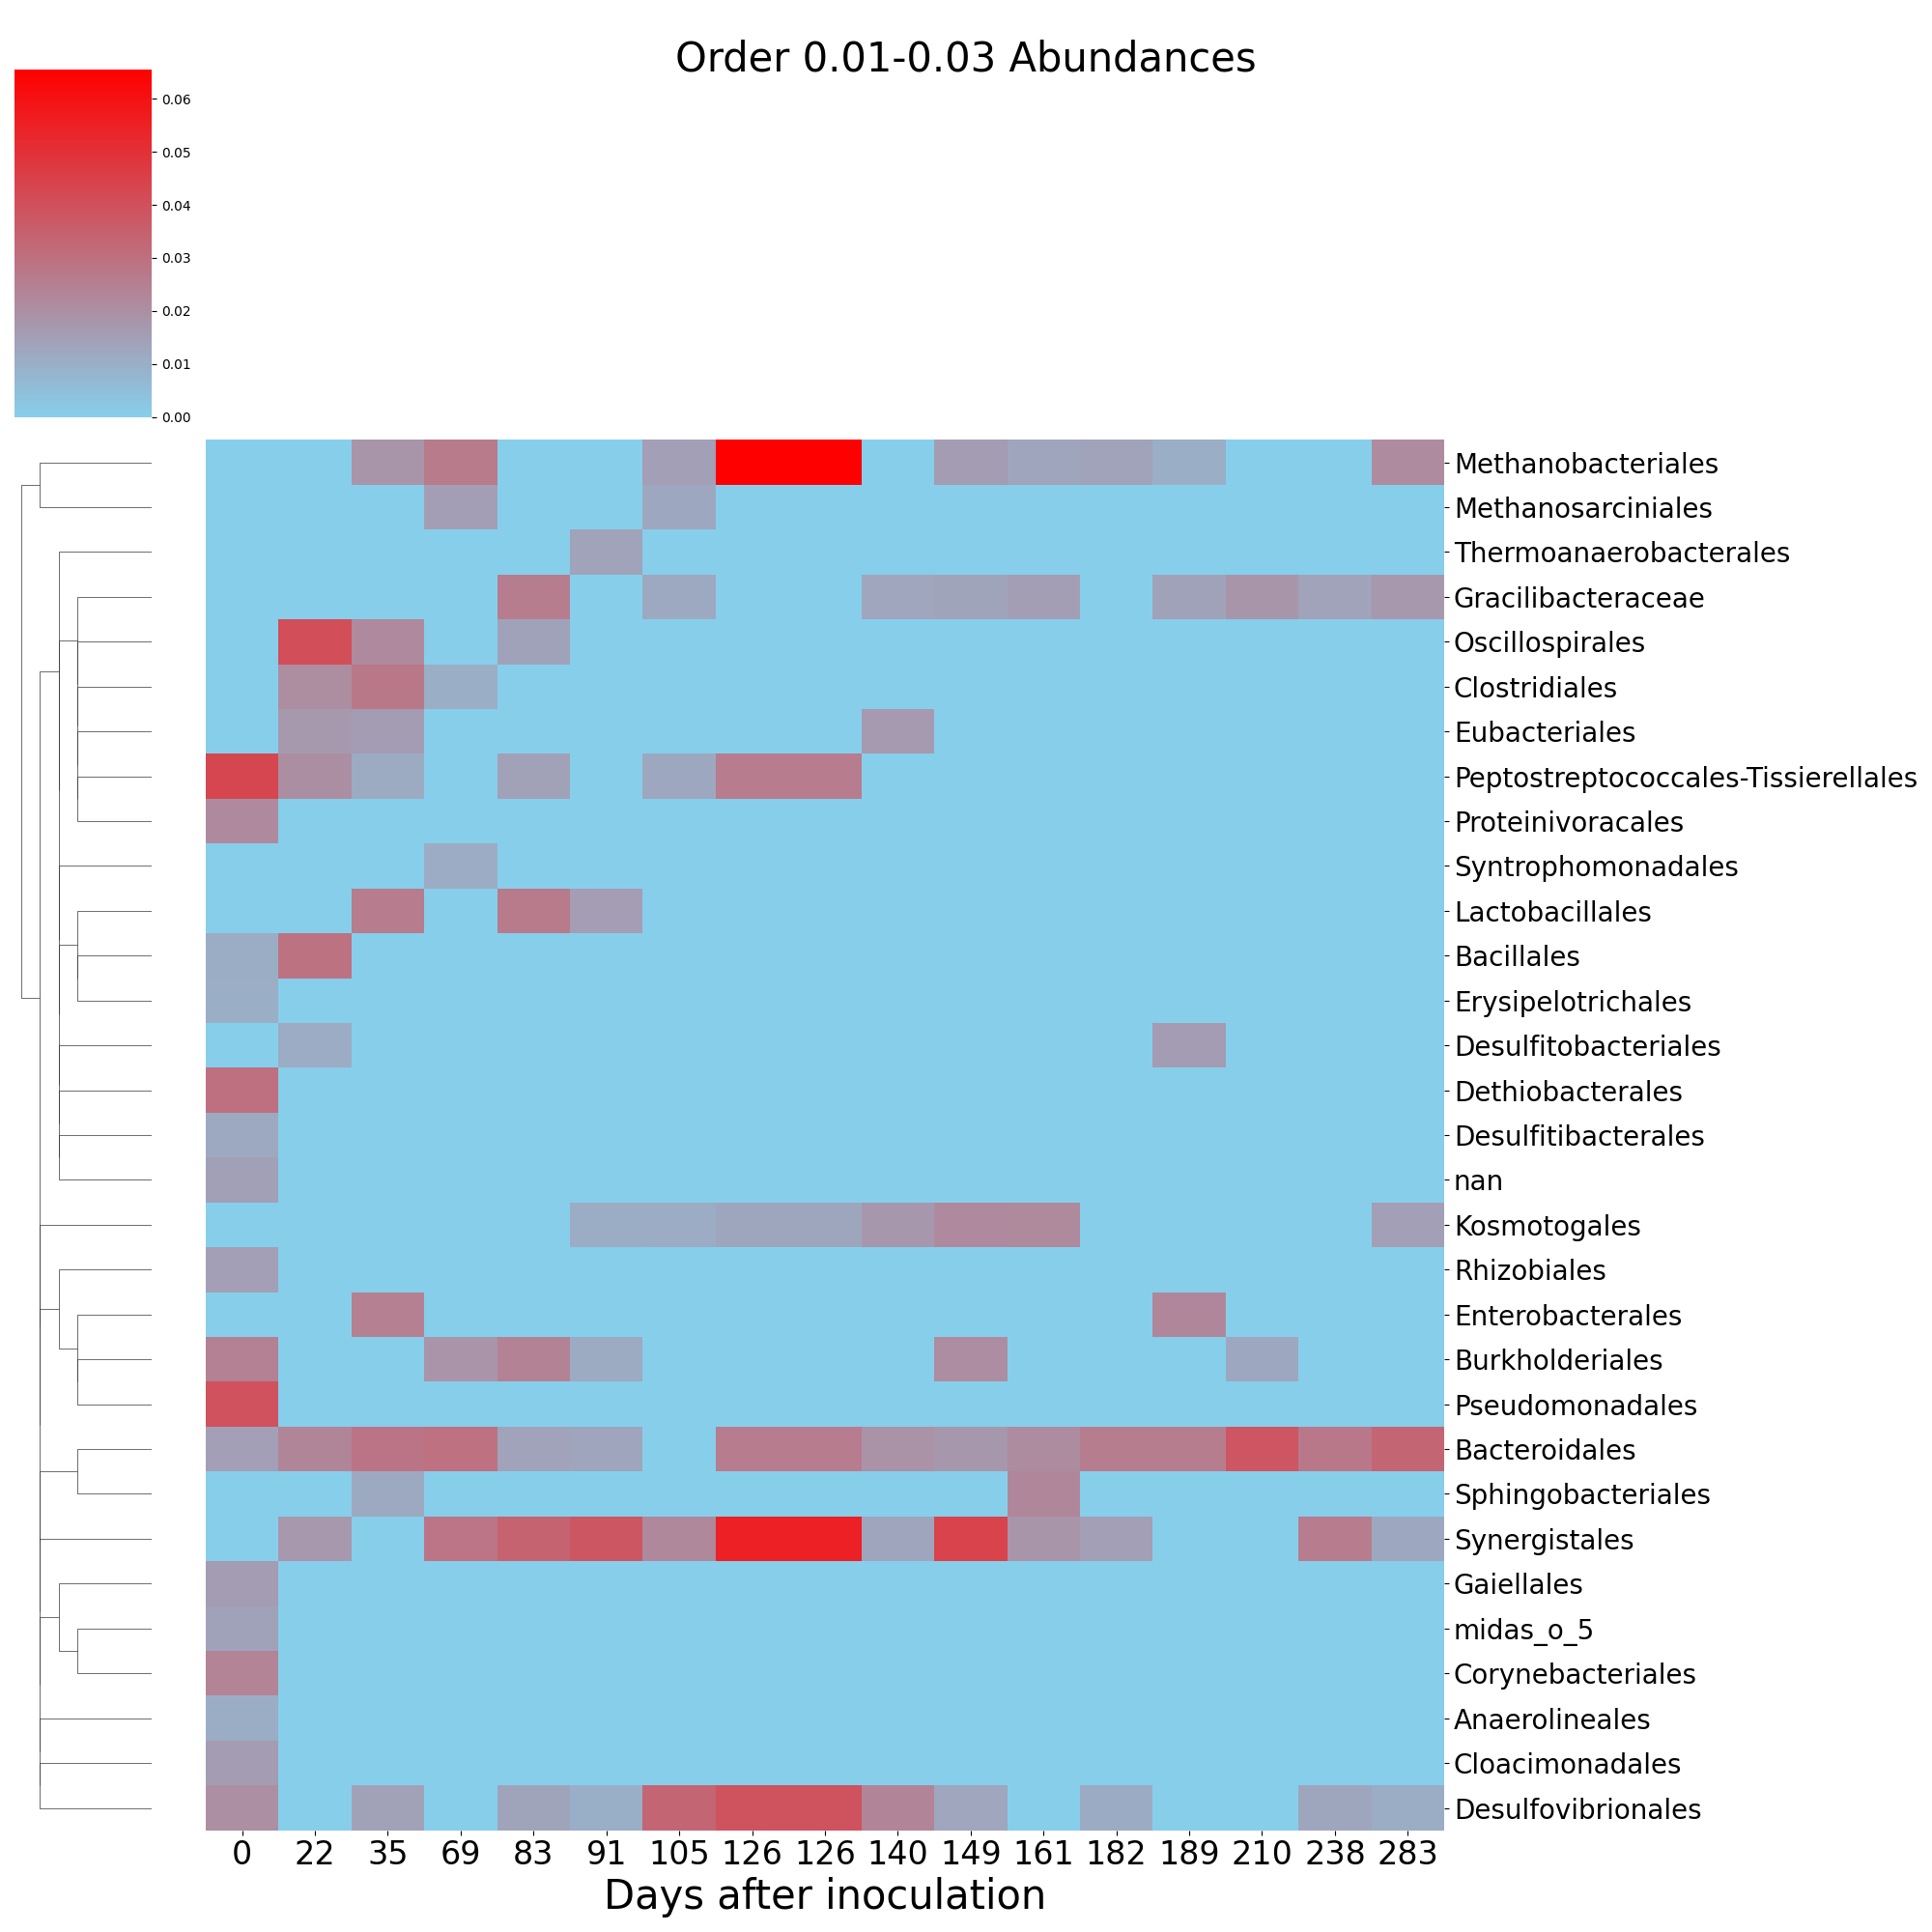 Order 0.01-0.03 Abundances
0.06
0.05
0.04
0.03
0.02
0.01
0.00
Methanobacteriales
Methanosarciniales
Thermoanaerobacterales
Gracilibacteraceae
Oscillospirales
Clostridiales
Eubacteriales
Peptostreptococcales-Tissierellales
Proteinivoracales
Syntrophomonadales
Lactobacillales
Bacillales
Erysipelotrichales
Desulfitobacteriales
Dethiobacterales
Desulfitibacterales
nan
Kosmotogales
Rhizobiales
Enterobacterales
Burkholderiales
Pseudomonadales
Bacteroidales
Sphingobacteriales
Synergistales
Gaiellales
midas_o_5
Corynebacteriales
Anaerolineales
Cloacimonadales
Desulfovibrionales
0 22 35 69 83 91 105 126 126 140 149 161 182 189 210 238 283
Days after inoculation